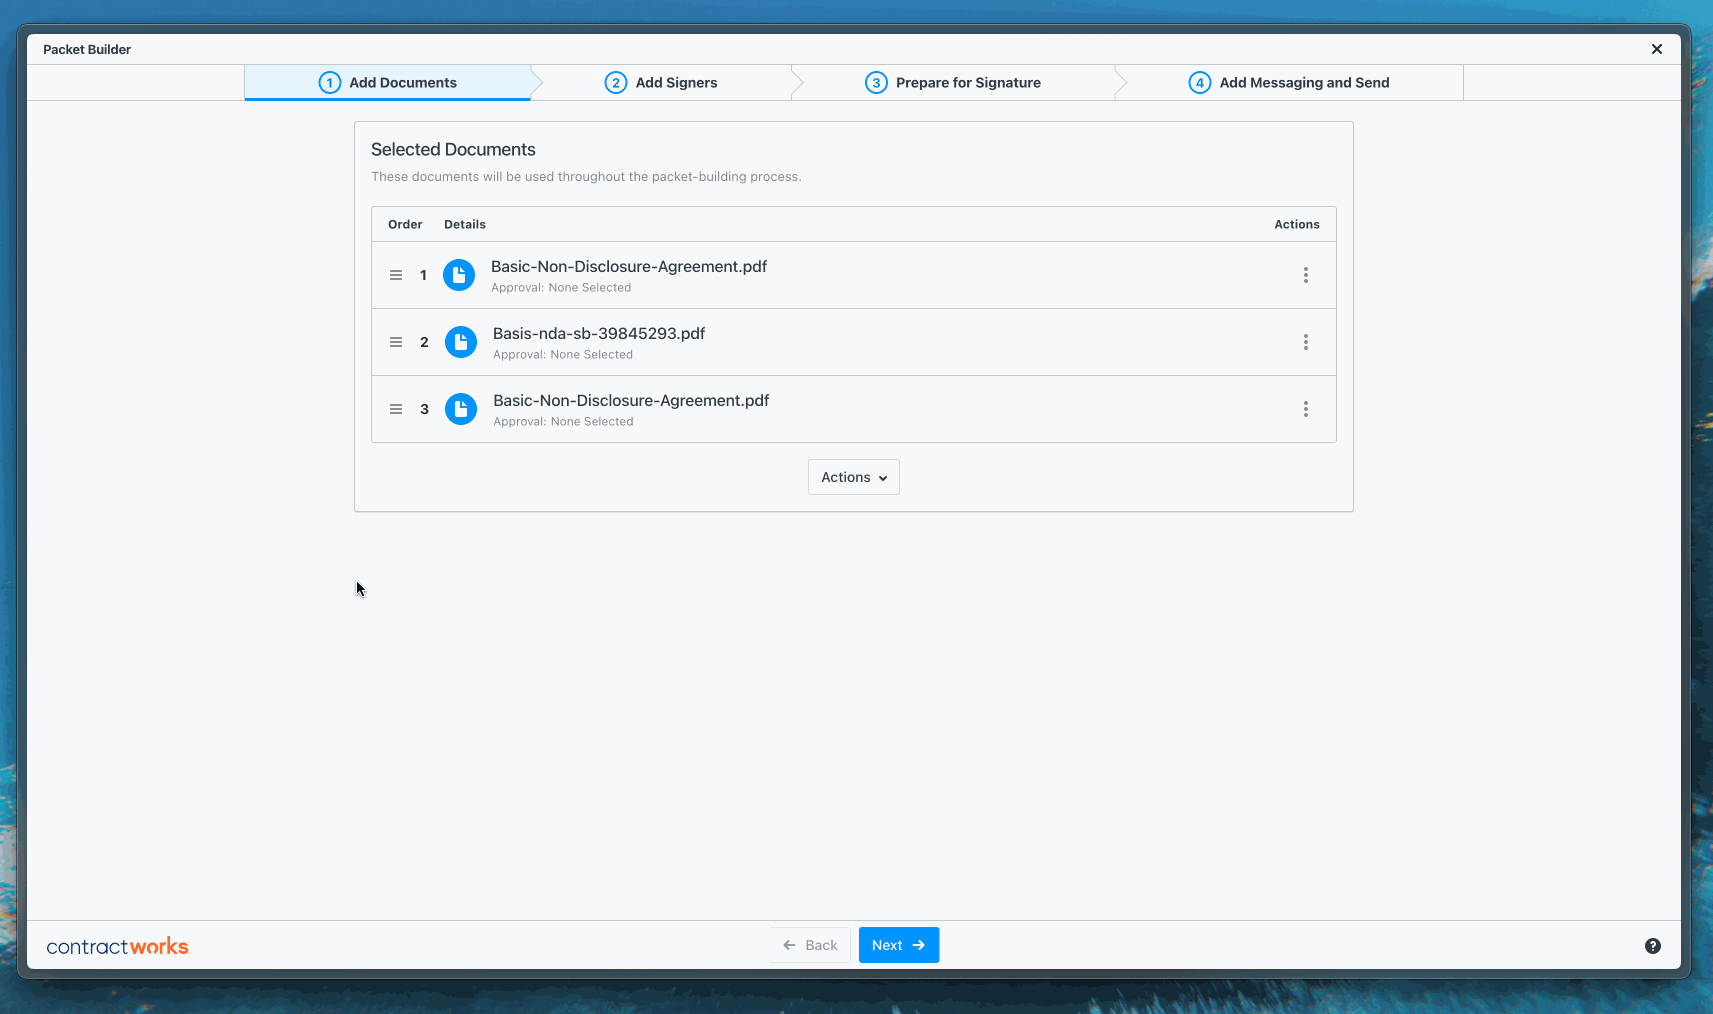 Packet Builder
1 Add Documents 2 Add Signers 3 Prepare for Signature 4 Add Messaging and Send
Selected Documents
These documents will be used throughout the packet-building process.
Order Details Actions
1 Basic-Non-Disclosure-Agreement.pdf
Approval: None Selected
2 Basis-nda-sb-39845293.pdf
Approval: None Selected
3 Basic-Non-Disclosure-Agreement.pdf
Approval: None Selected
Actions
contractworks Back Next ?